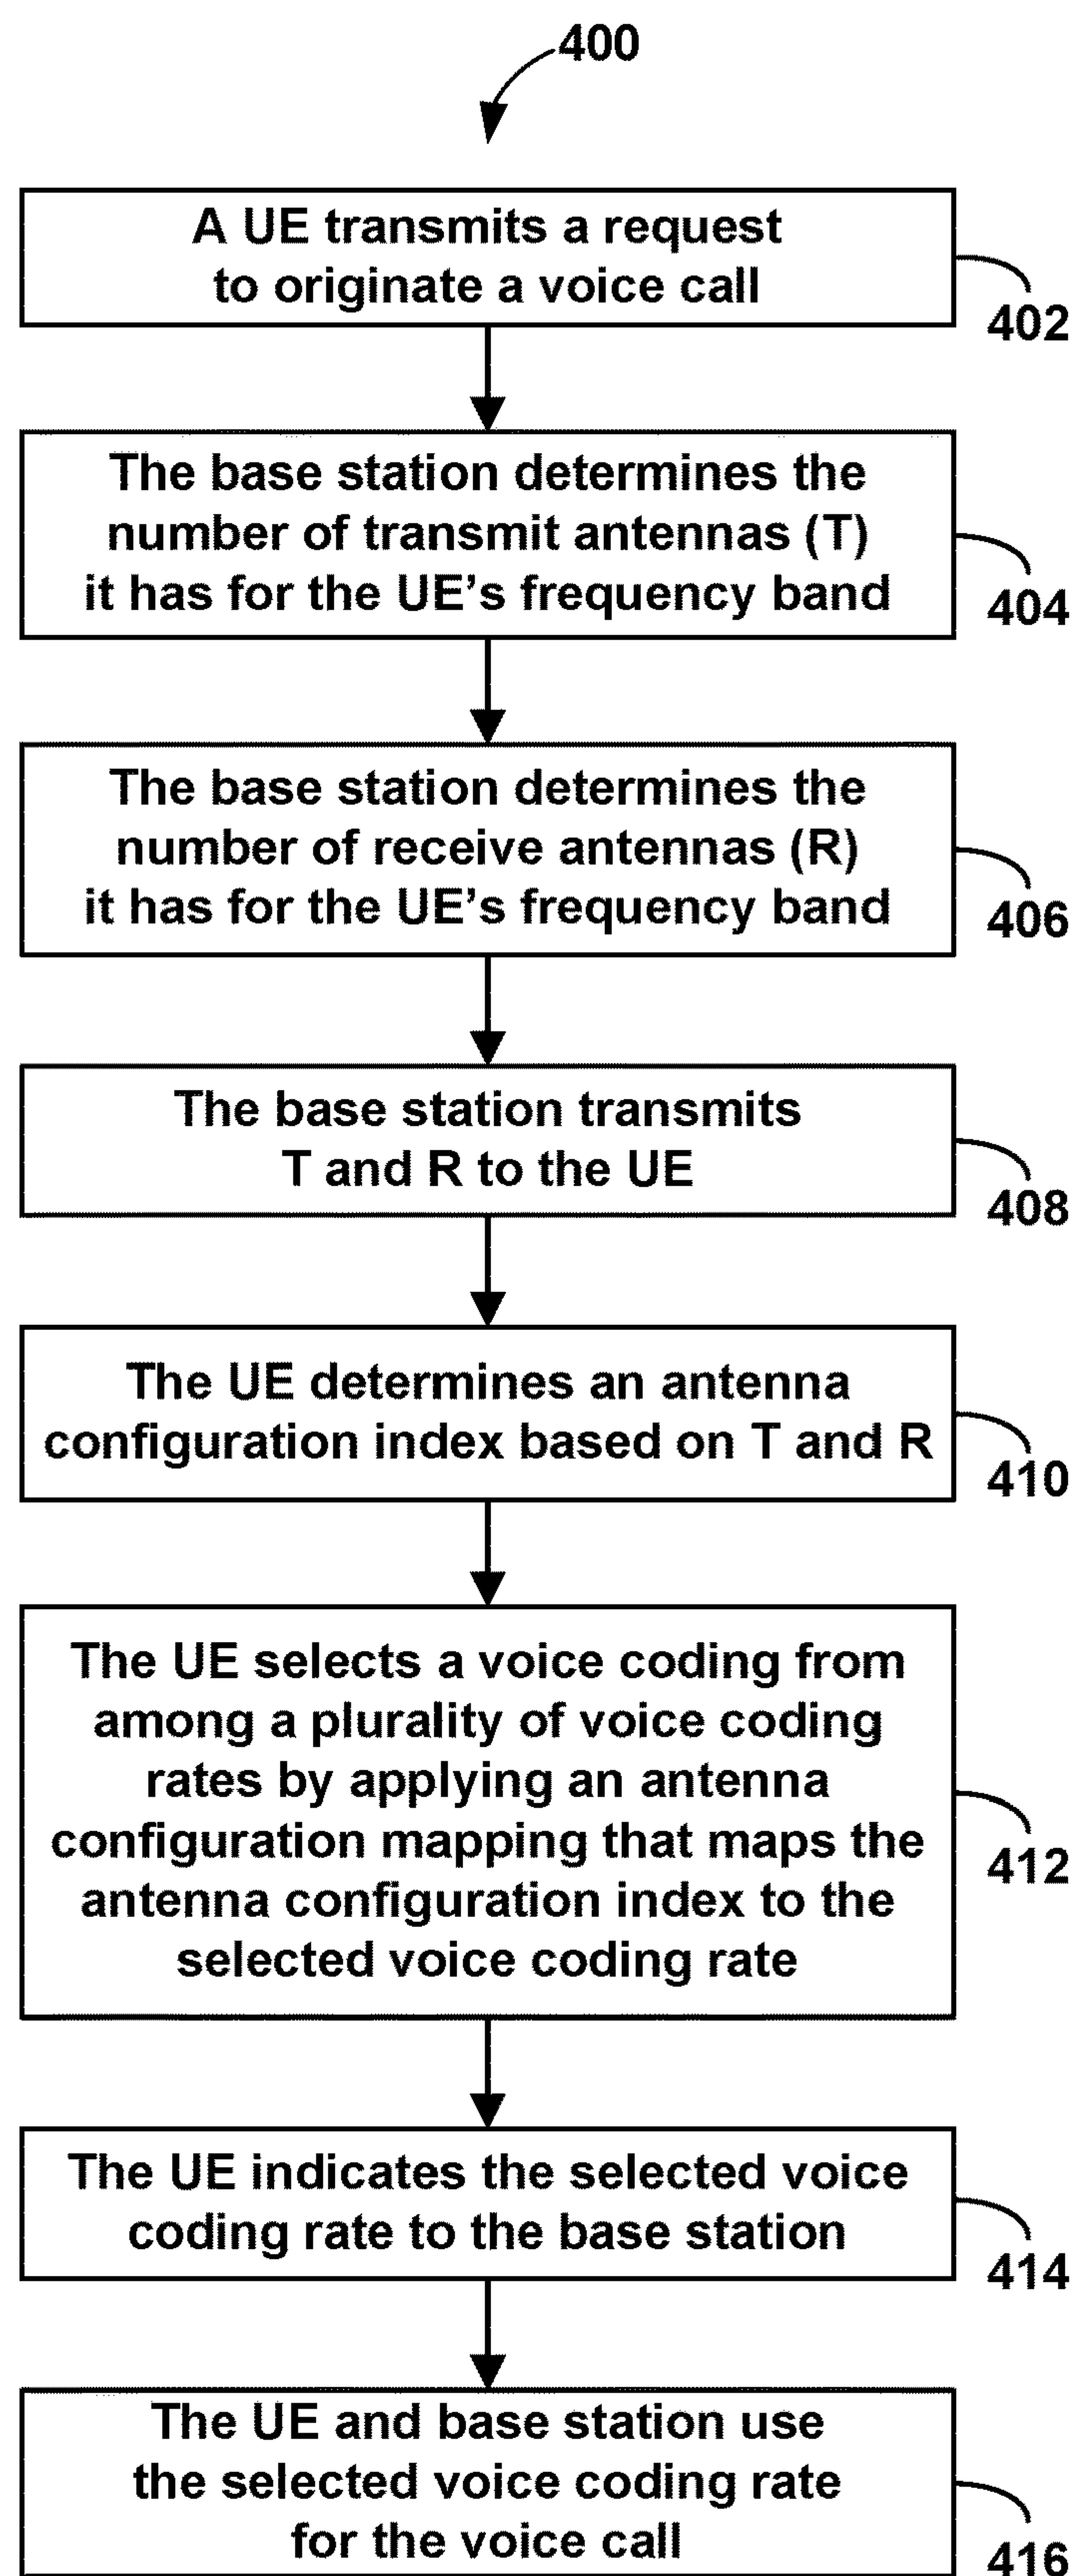 400
A UE transmits a request
to originate a voice call
402
The base station determines the
number of transmit antennas (T)
it has for the UE's frequency band
404
The base station determines the
number of receive antennas (R)
it has for the UE's frequency band
406
The base station transmits
T and R to the UE
408
The UE determines an antenna
configuration index based on T and R
410
The UE selects a voice coding from
among a plurality of voice coding
rates by applying an antenna
configuration mapping that maps the
antenna configuration index to the
selected voice coding rate
412
The UE indicates the selected voice
coding rate to the base station
414
The UE and base station use
the selected voice coding rate
for the voice call
416